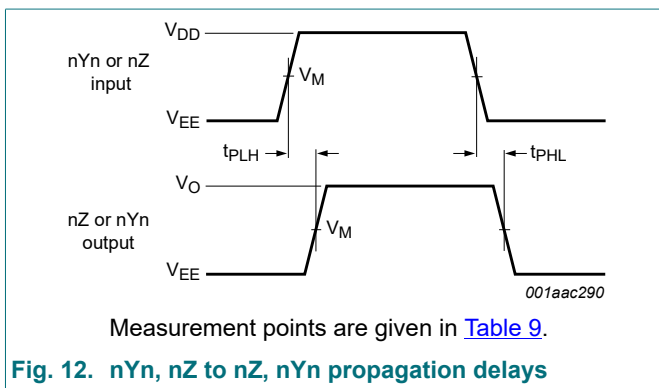 VDD
nYn or nZ
input
VM
VEE
tPLH
tPHL
VO
nZ or nYn
output
VM
VEE
001aac290
Measurement points are given in Table 9.
Fig. 12. nYn, nZ to nZ, nYn propagation delays